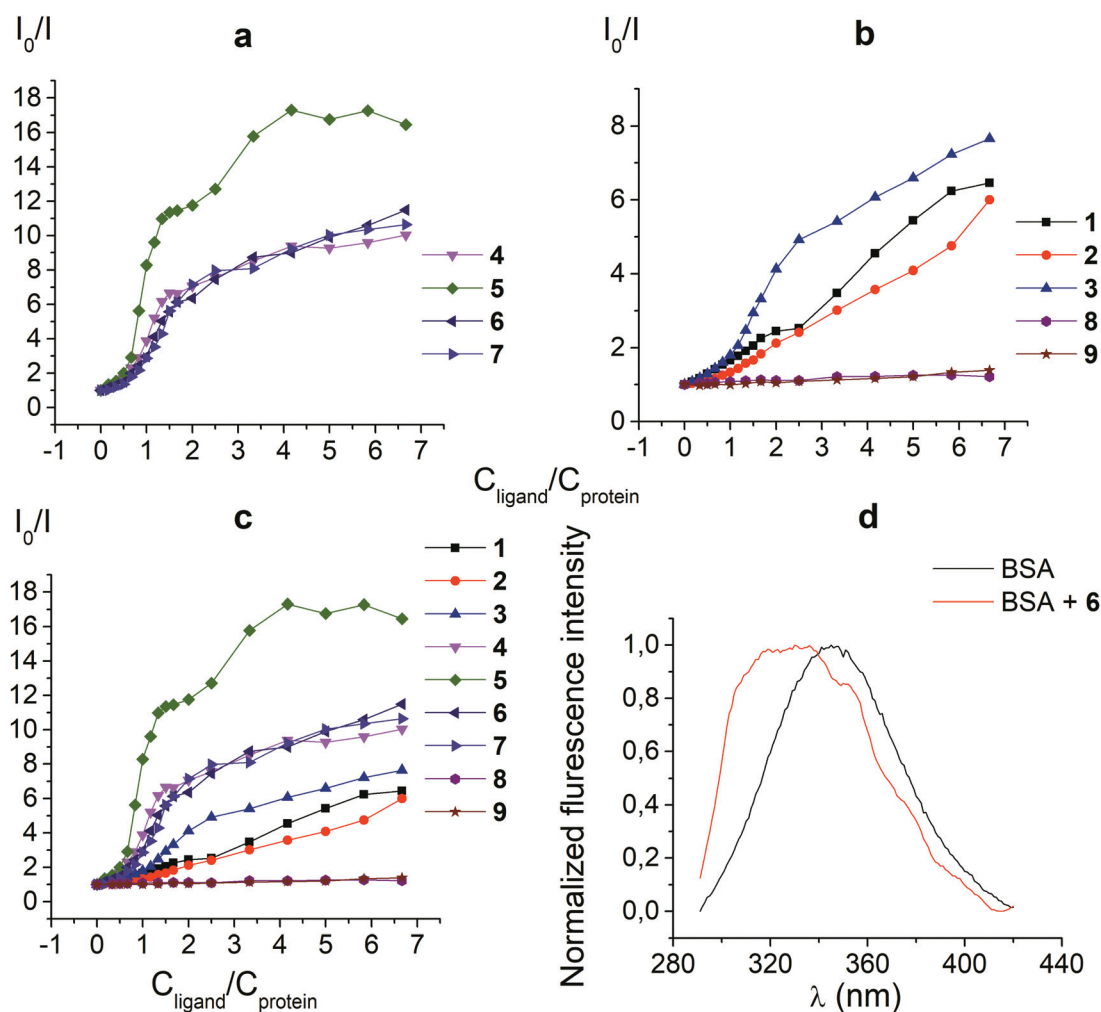 I0/I
a
18
16
14
12
10
8
6
4
2
0
-1 0 1 2 3 4 5 6 7
4
5
6
7
I0/I
b
8
6
4
2
0
-1 0 1 2 3 4 5 6 7
1
2
3
8
9
Cligand/Cprotein
I0/I
c
18
16
14
12
10
8
6
4
2
0
-1 0 1 2 3 4 5 6 7
Cligand/Cprotein
1
2
3
4
5
6
7
8
9
d
Normalized flurescence intensity
BSA
BSA + 6
1,0
0,8
0,6
0,4
0,2
0,0
280 320 360 400 440
λ (nm)